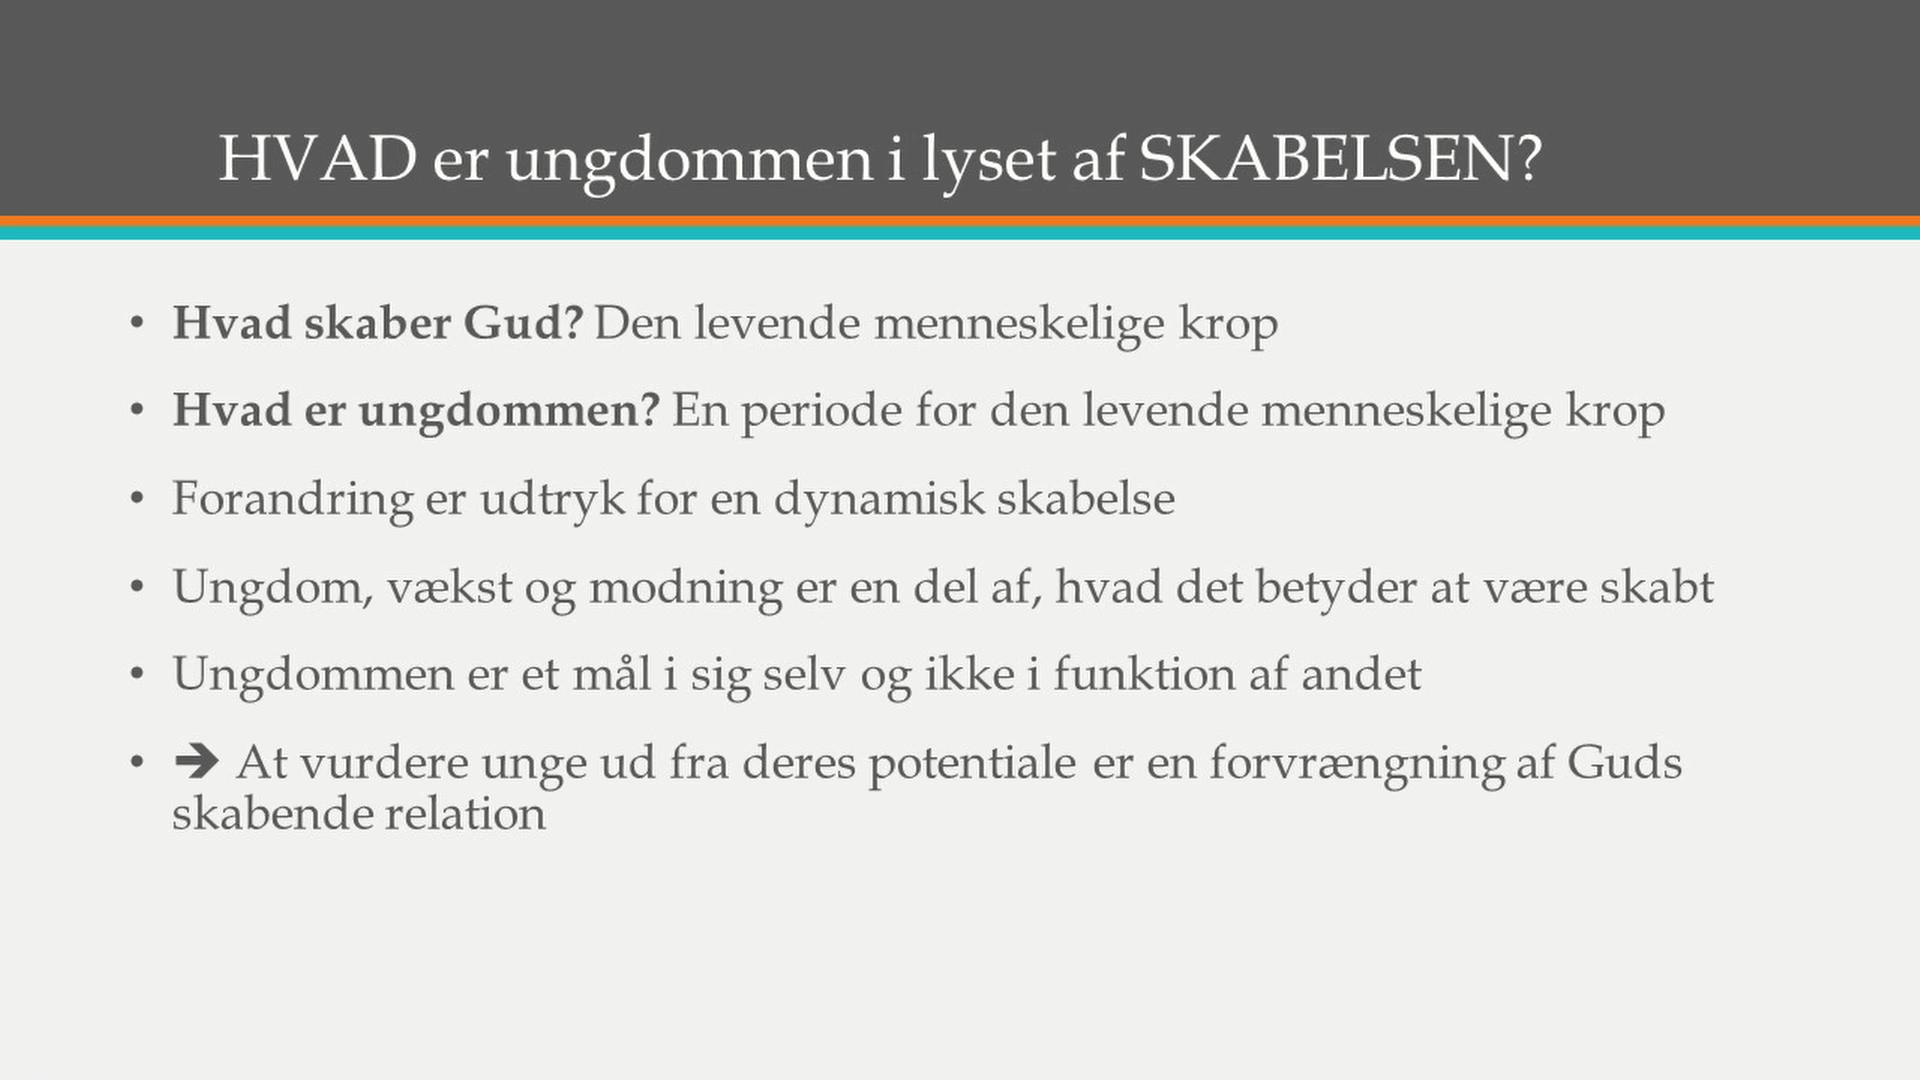 HVAD er ungdommen i lyset af SKABELSEN?
• Hvad skaber Gud? Den levende menneskelige krop
• Hvad er ungdommen? En periode for den levende menneskelige krop
• Forandring er udtryk for en dynamisk skabelse
• Ungdom, vækst og modning er en del af, hvad det betyder at være skabt
• Ungdommen er et mål i sig selv og ikke i funktion af andet
• ➔ At vurdere unge ud fra deres potentiale er en forvrængning af Guds
skabende relation